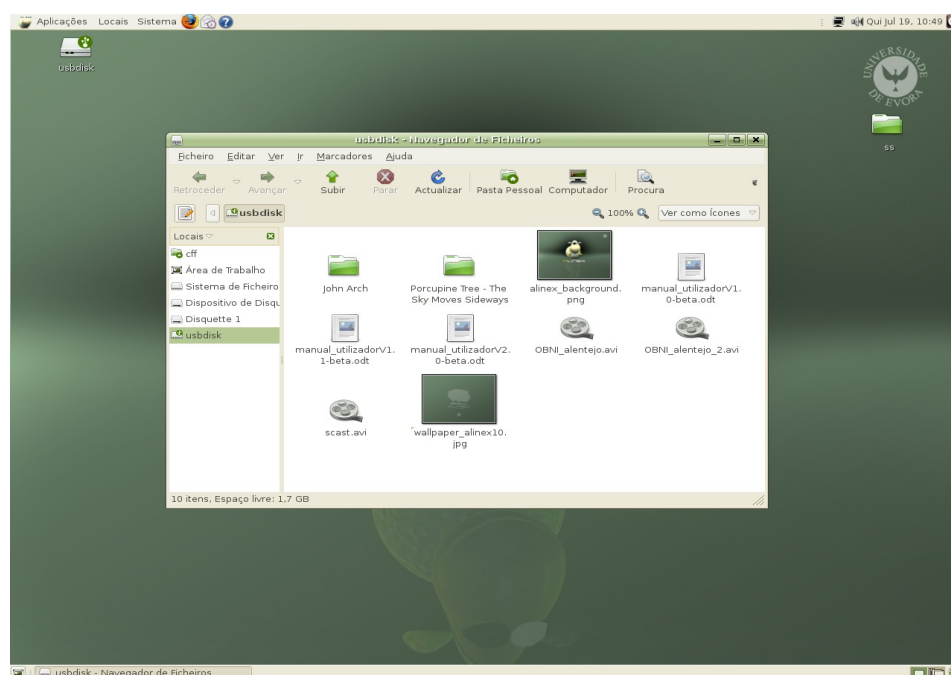 Aplicações Locais Sistema
Qui Jul 19, 10:49
usbdisk
UNIVERSIDADE DE EVORA
ss
usbdisk - Navegador de Ficheiros
Ficheiro Editar Ver Ir Marcadores Ajuda
Retroceder Avançar Subir Parar Actualizar Pasta Pessoal Computador Procura
usbdisk 100% Ver como Ícones
Locais
cff
Área de Trabalho
Sistema de Ficheiro
Dispositivo de Disqu
Disquette 1
usbdisk
John Arch
Porcupine Tree - The
Sky Moves Sideways
alinex_background.
png
manual_utilizadorV1.
0-beta.odt
manual_utilizadorV1.
1-beta.odt
manual_utilizadorV2.
0-beta.odt
OBNI_alentejo.avi
OBNI_alentejo_2.avi
scast.avi
wallpaper_alinex10.
jpg
10 itens, Espaço livre: 1,7 GB
usbdisk - Navegador de Ficheiros